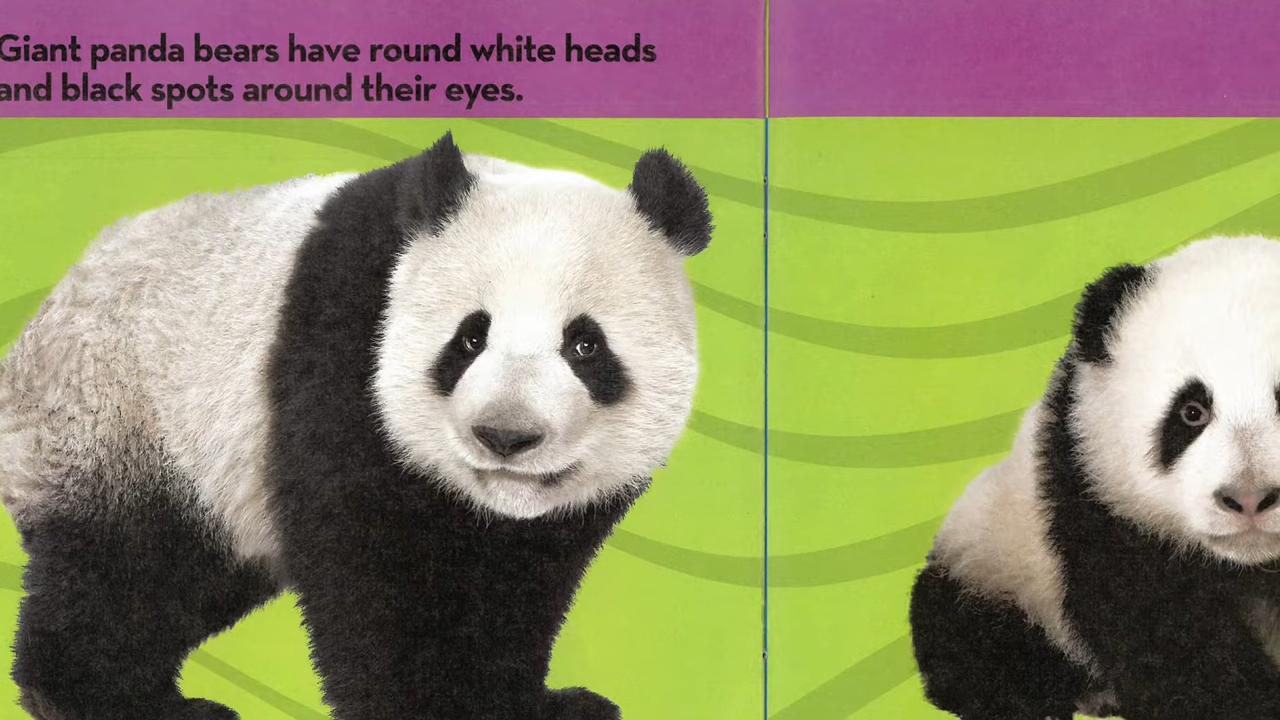 Giant panda bears have round white heads
and black spots around their eyes.